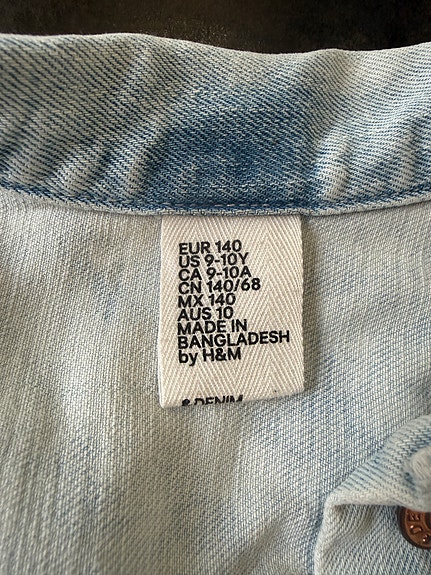 EUR 140
US 9-10Y
CA 9-10A
CN 140/68
MX 140
AUS 10
MADE IN
BANGLADESH
by H&M
& DENIM